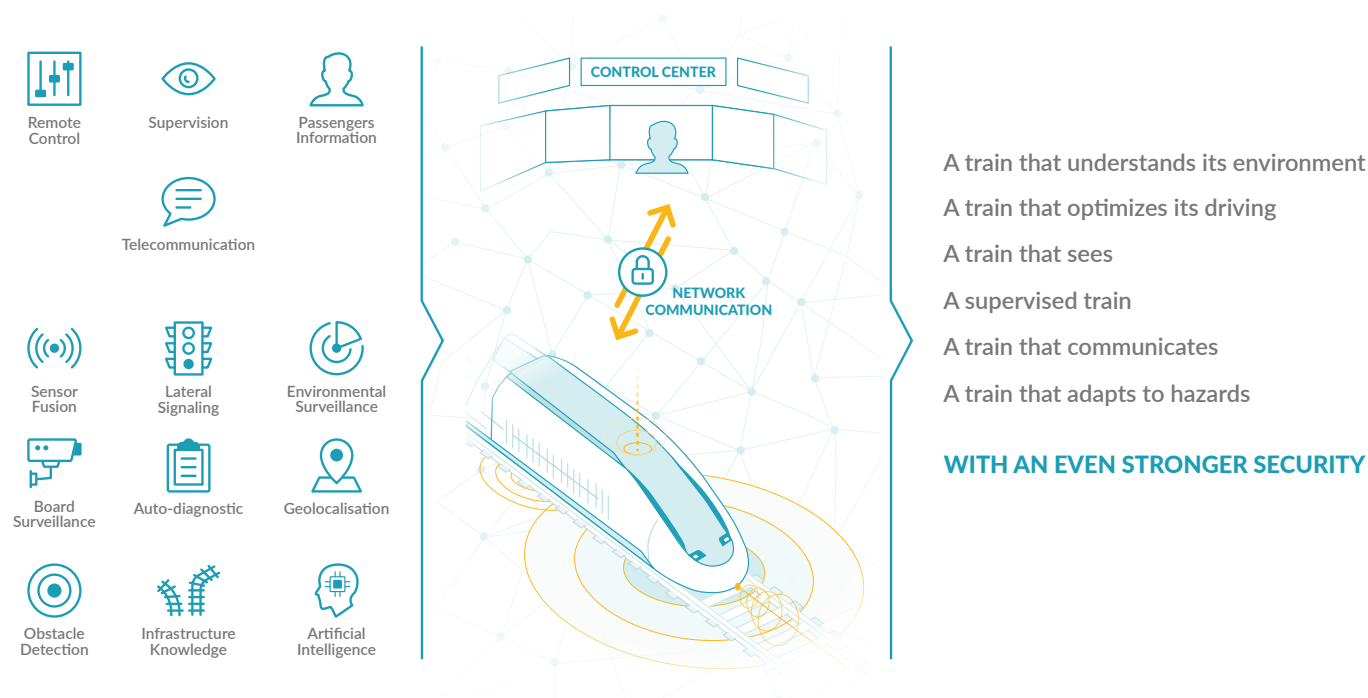 Remote
Control
Supervision
Passengers
Information
Telecommunication
Sensor
Fusion
Lateral
Signaling
Environmental
Surveillance
Board
Surveillance
Auto-diagnostic
Geolocalisation
Obstacle
Detection
Infrastructure
Knowledge
Artificial
Intelligence
CONTROL CENTER
NETWORK
COMMUNICATION
A train that understands its environment
A train that optimizes its driving
A train that sees
A supervised train
A train that communicates
A train that adapts to hazards
WITH AN EVEN STRONGER SECURITY